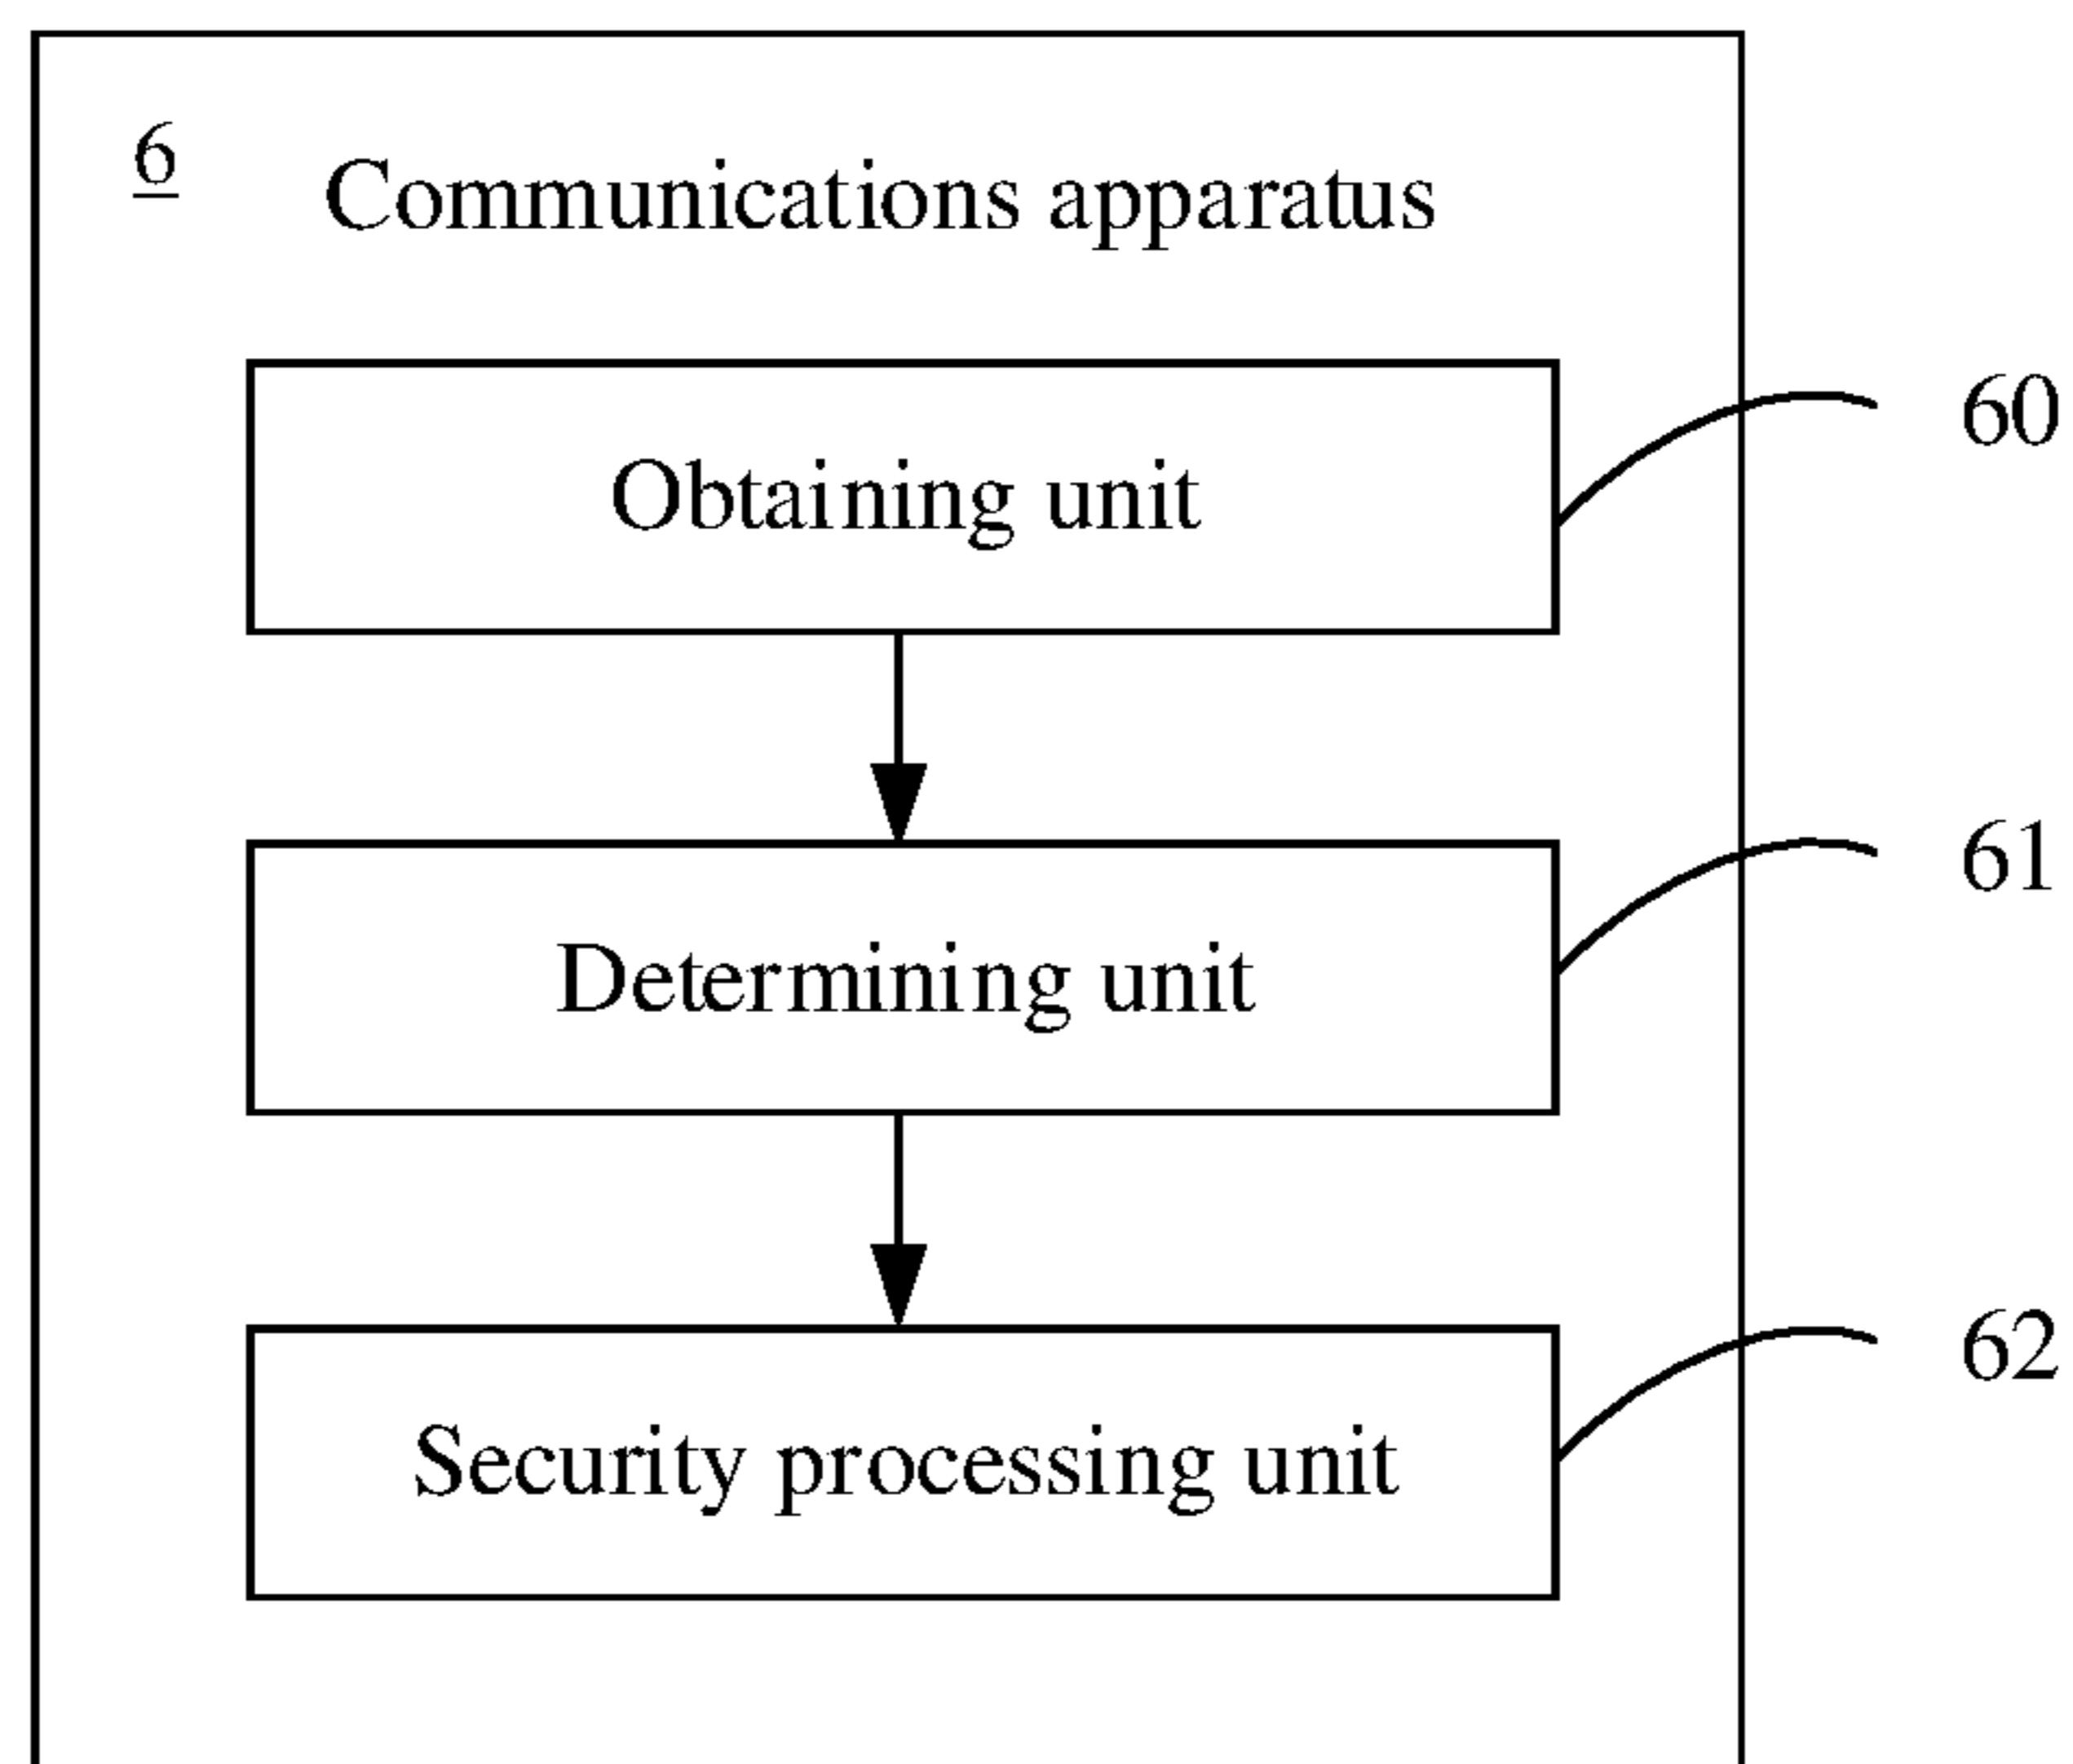 6
Communications apparatus
Obtaining unit
60
Determining unit
61
Security processing unit
62